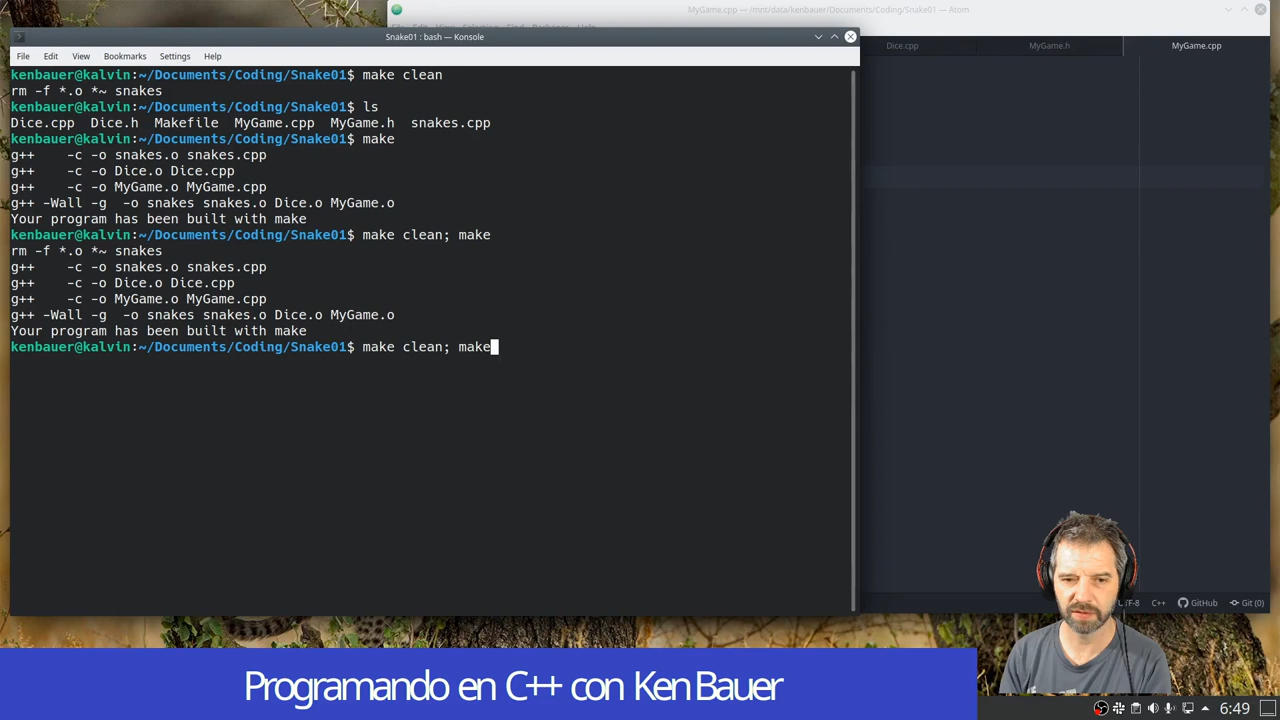 MyGame.cpp — /mnt/data/kenbauer/Documents/Coding/Snake01 — Atom
Snake01 : bash — Konsole
Dice.cpp MyGame.h MyGame.cpp
File Edit View Bookmarks Settings Help
kenbauer@kalvin:~/Documents/Coding/Snake01$ make clean
rm -f *.o *~ snakes
kenbauer@kalvin:~/Documents/Coding/Snake01$ ls
Dice.cpp  Dice.h  Makefile  MyGame.cpp  MyGame.h  snakes.cpp
kenbauer@kalvin:~/Documents/Coding/Snake01$ make
g++    -c -o snakes.o snakes.cpp
g++    -c -o Dice.o Dice.cpp
g++    -c -o MyGame.o MyGame.cpp
g++ -Wall -g  -o snakes snakes.o Dice.o MyGame.o
Your program has been built with make
kenbauer@kalvin:~/Documents/Coding/Snake01$ make clean; make
rm -f *.o *~ snakes
g++    -c -o snakes.o snakes.cpp
g++    -c -o Dice.o Dice.cpp
g++    -c -o MyGame.o MyGame.cpp
g++ -Wall -g  -o snakes snakes.o Dice.o MyGame.o
Your program has been built with make
kenbauer@kalvin:~/Documents/Coding/Snake01$ make clean; make
C++ GitHub Git (0)
Programando en C++ con Ken Bauer
6:49